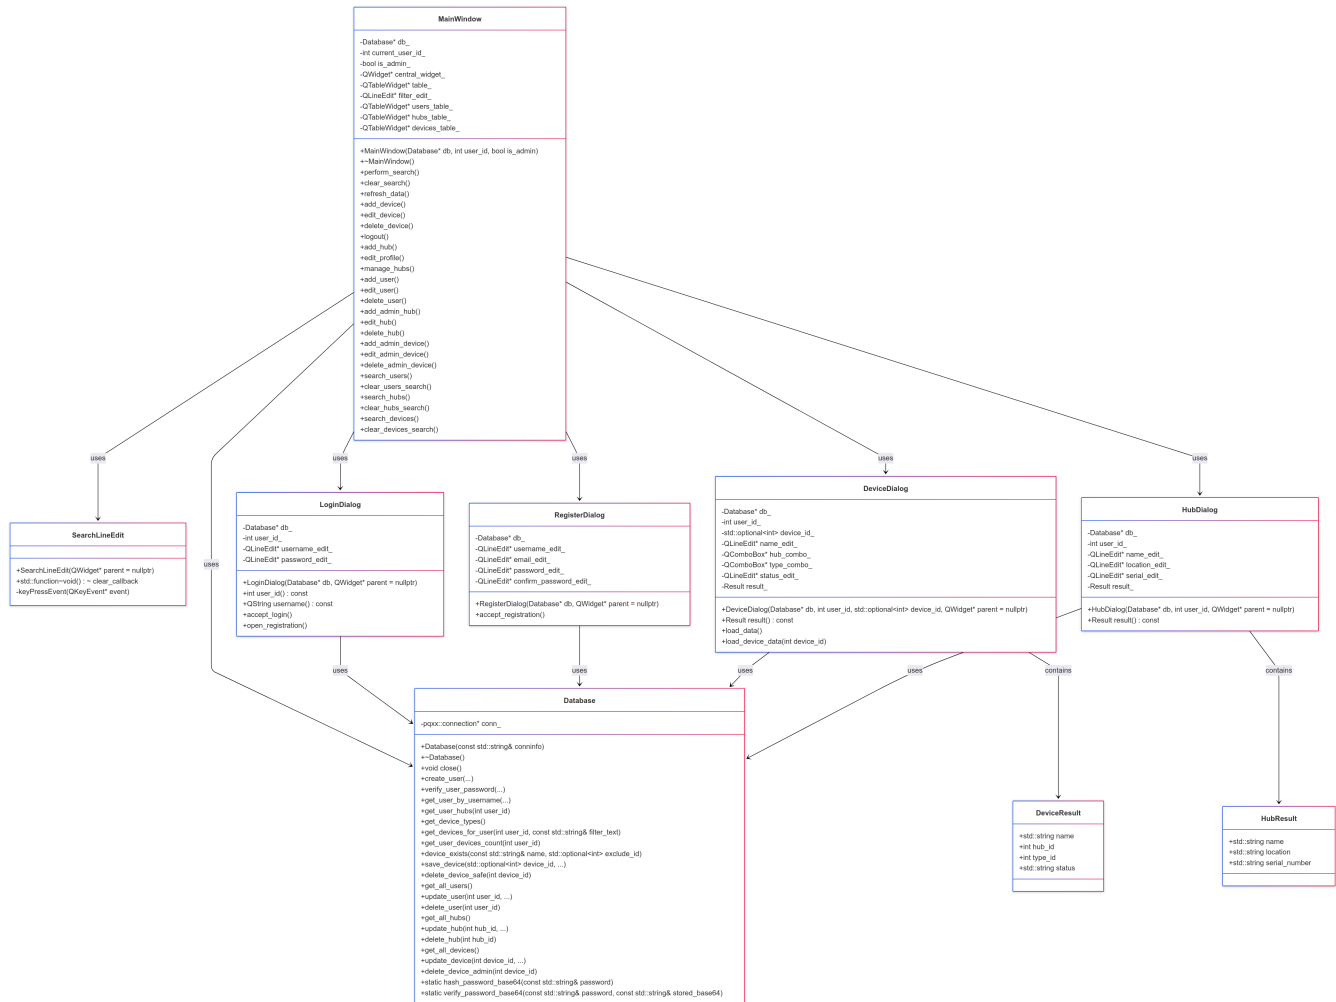 MainWindow
-Database* db_
-int current_user_id_
-bool is_admin_
-QWidget* central_widget_
-QTableWidget* table_
-QLineEdit* filter_edit_
-QTableWidget* users_table_
-QTableWidget* hubs_table_
-QTableWidget* devices_table_
+MainWindow(Database* db, int user_id, bool is_admin)
+~MainWindow()
+perform_search()
+clear_search()
+refresh_data()
+add_device()
+edit_device()
+delete_device()
+logout()
+add_hub()
+edit_profile()
+manage_hubs()
+add_user()
+edit_user()
+delete_user()
+add_admin_hub()
+edit_hub()
+delete_hub()
+add_admin_device()
+edit_admin_device()
+delete_admin_device()
+search_users()
+clear_users_search()
+search_hubs()
+clear_hubs_search()
+search_devices()
+clear_devices_search()
uses
uses
uses
uses
uses
uses
SearchLineEdit
+SearchLineEdit(QWidget* parent = nullptr)
+std::function~void() : ~ clear_callback
-keyPressEvent(QKeyEvent* event)
LoginDialog
-Database* db_
-int user_id_
-QLineEdit* username_edit_
-QLineEdit* password_edit_
+LoginDialog(Database* db, QWidget* parent = nullptr)
+int user_id() : const
+QString username() : const
+accept_login()
+open_registration()
RegisterDialog
-Database* db_
-QLineEdit* username_edit_
-QLineEdit* email_edit_
-QLineEdit* password_edit_
-QLineEdit* confirm_password_edit_
+RegisterDialog(Database* db, QWidget* parent = nullptr)
+accept_registration()
DeviceDialog
-Database* db_
-int user_id_
-std::optional<int> device_id_
-QLineEdit* name_edit_
-QComboBox* hub_combo_
-QComboBox* type_combo_
-QLineEdit* status_edit_
-Result result_
+DeviceDialog(Database* db, int user_id, std::optional<int> device_id, QWidget* parent = nullptr)
+Result result() : const
+load_data()
+load_device_data(int device_id)
HubDialog
-Database* db_
-int user_id_
-QLineEdit* name_edit_
-QLineEdit* location_edit_
-QLineEdit* serial_edit_
-Result result_
+HubDialog(Database* db, int user_id, QWidget* parent = nullptr)
+Result result() : const
uses
uses
uses
uses
contains
contains
Database
-pqxx::connection* conn_
+Database(const std::string& conninfo)
+~Database()
+void close()
+create_user(...)
+verify_user_password(...)
+get_user_by_username(...)
+get_user_hubs(int user_id)
+get_device_types()
+get_devices_for_user(int user_id, const std::string& filter_text)
+get_user_devices_count(int user_id)
+device_exists(const std::string& name, std::optional<int> exclude_id)
+save_device(std::optional<int> device_id, ...)
+delete_device_safe(int device_id)
+get_all_users()
+update_user(int user_id, ...)
+delete_user(int user_id)
+get_all_hubs()
+update_hub(int hub_id, ...)
+delete_hub(int hub_id)
+get_all_devices()
+update_device(int device_id, ...)
+delete_device_admin(int device_id)
+static hash_password_base64(const std::string& password)
+static verify_password_base64(const std::string& password, const std::string& stored_base64)
DeviceResult
+std::string name
+int hub_id
+int type_id
+std::string status
HubResult
+std::string name
+std::string location
+std::string serial_number